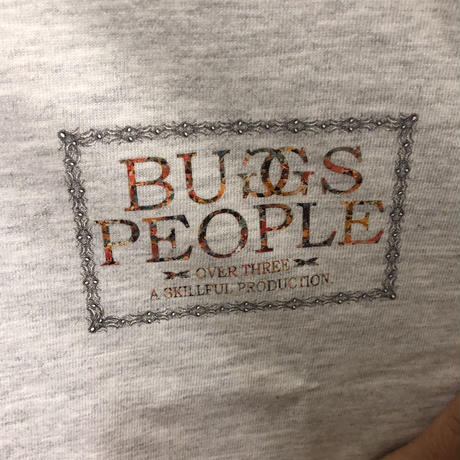 BUGGS
PEOPLE
OVER THREE
A SKILLFUL PRODUCTION.